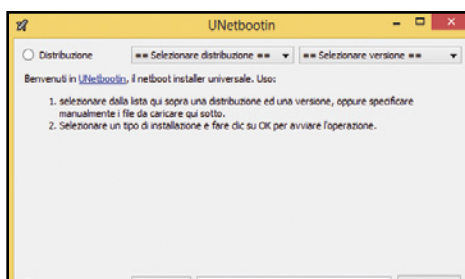 UNetbootin
Distribuzione == Selezionare distribuzione == == Selezionare versione ==
Benvenuti in UNetbootin, il netboot installer universale. Uso:
1. selezionare dalla lista qui sopra una distribuzione ed una versione, oppure specificare
manualmente i file da caricare qui sotto.
2. Selezionare un tipo di installazione e fare clic su OK per avviare l'operazione.